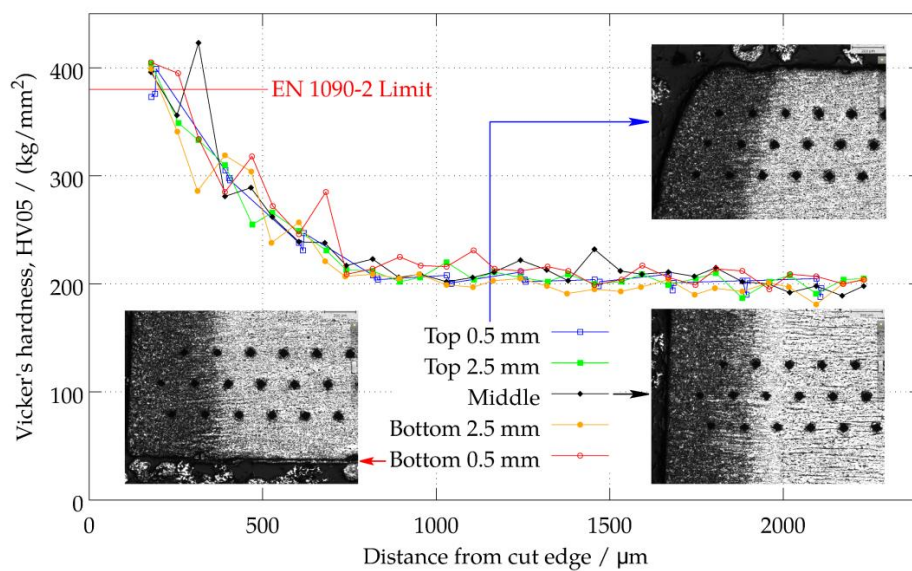 400
300
200
100
0
0
500
1000
1500
2000
Vicker's hardness, HV05 / (kg/mm²)
Distance from cut edge / µm
EN 1090-2 Limit
Top 0.5 mm
Top 2.5 mm
Middle
Bottom 2.5 mm
Bottom 0.5 mm